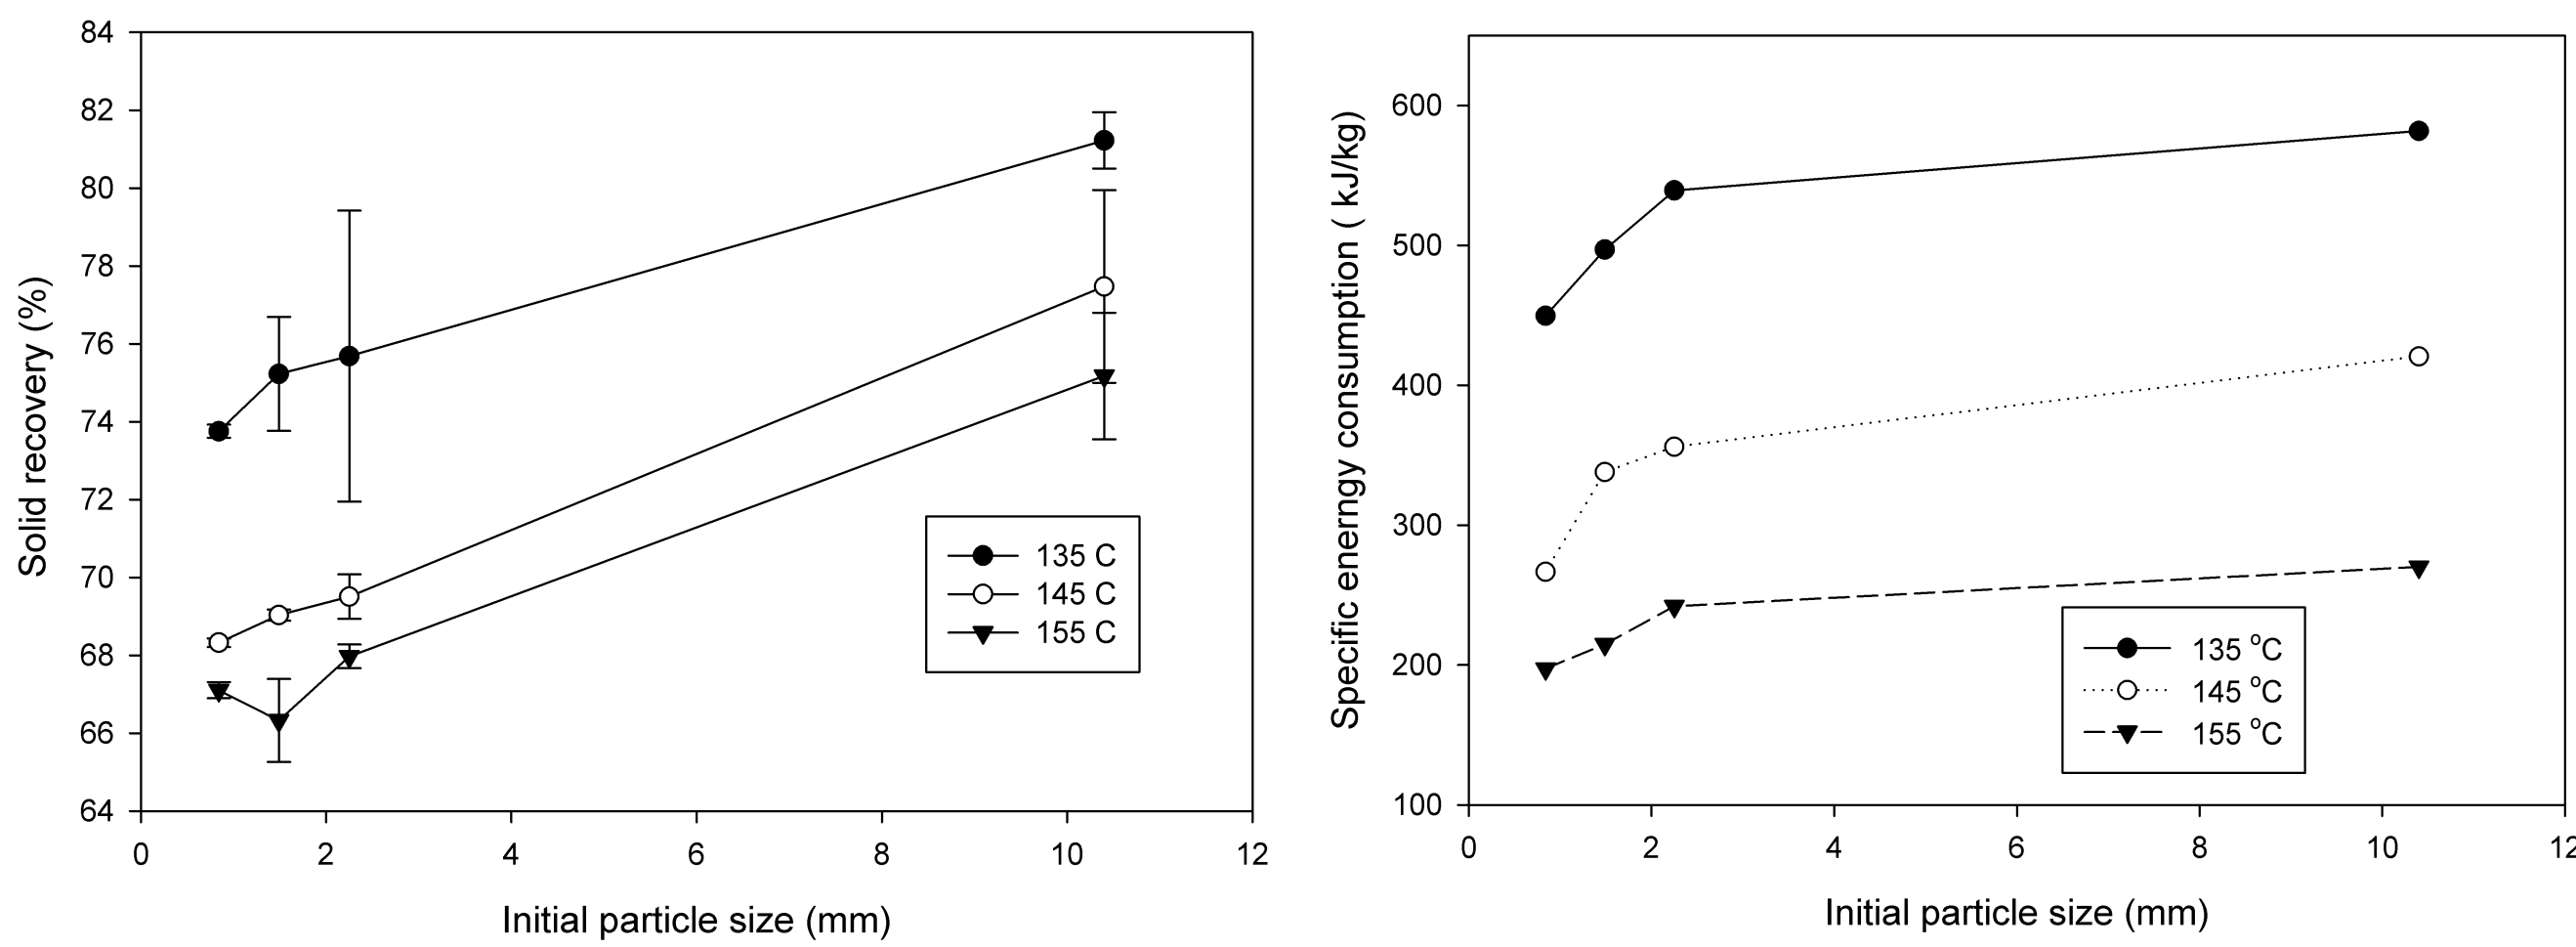 84
82
80
78
76
74
72
70
68
66
64
Solid recovery (%)
135 C
145 C
155 C
0 2 4 6 8 10 12
Initial particle size (mm)
600
500
400
300
200
100
Specific enerngy consumption ( kJ/kg)
135 °C
145 °C
155 °C
0 2 4 6 8 10 12
Initial particle size (mm)